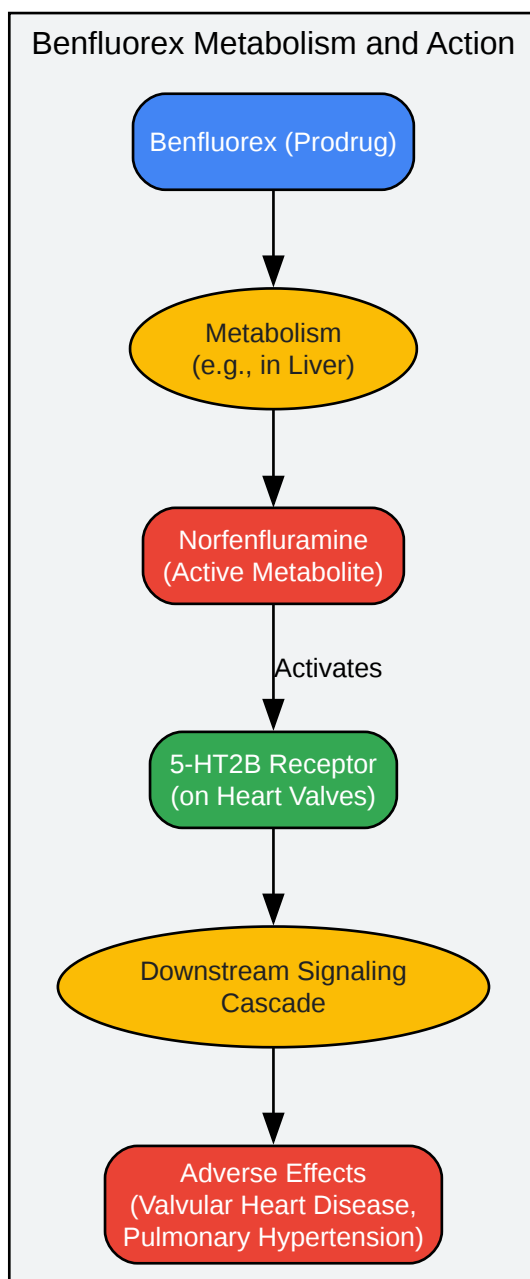 Benfluorex Metabolism and Action
Benfluorex (Prodrug)
Metabolism
(e.g., in Liver)
Norfenfluramine
(Active Metabolite)
Activates
5-HT2B Receptor
(on Heart Valves)
Downstream Signaling
Cascade
Adverse Effects
(Valvular Heart Disease,
Pulmonary Hypertension)